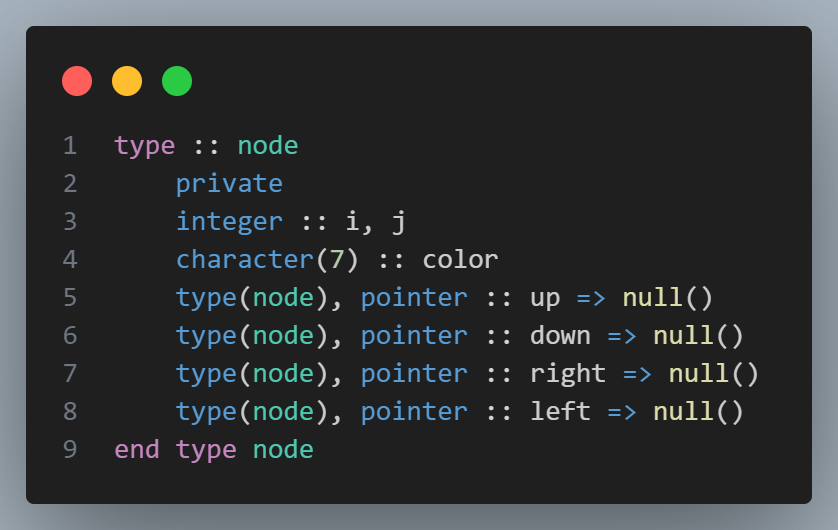 1 type :: node
2     private
3     integer :: i, j
4     character(7) :: color
5     type(node), pointer :: up => null()
6     type(node), pointer :: down => null()
7     type(node), pointer :: right => null()
8     type(node), pointer :: left => null()
9 end type node